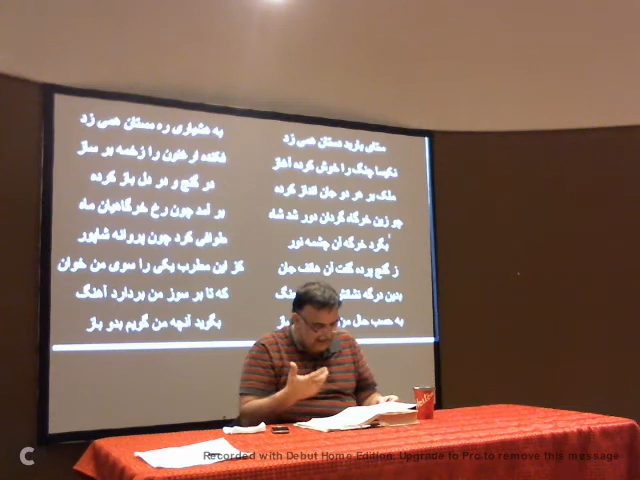 ستای باربد دستان همی زد
به هشیاری ره مستان همی زد
نکیسا چنگ را خوش کرده آغاز
فکنده ارغنون را زخمه بر ساز
ملک بر هر دو جان انداز کرده
در گنج و در دل باز کرده
چو زین خرگاه گردان دور شد شاه
بر آمد چون رخ خرگاهیان ماه
بگرد خرگه آن چشمه نور
طوافی کرد چون پروانه شاپور
ز گنج پرده گفت آن هاتف جان
کز این مطرب یکی را سوی من خوان
بدین درگه
که تا بر سوز من بردارد آهنگ
به حسب حال من
بگوید آنچه من گویم بدو باز
Recorded with Debut Home Edition. Upgrade to Pro to remove this message
C